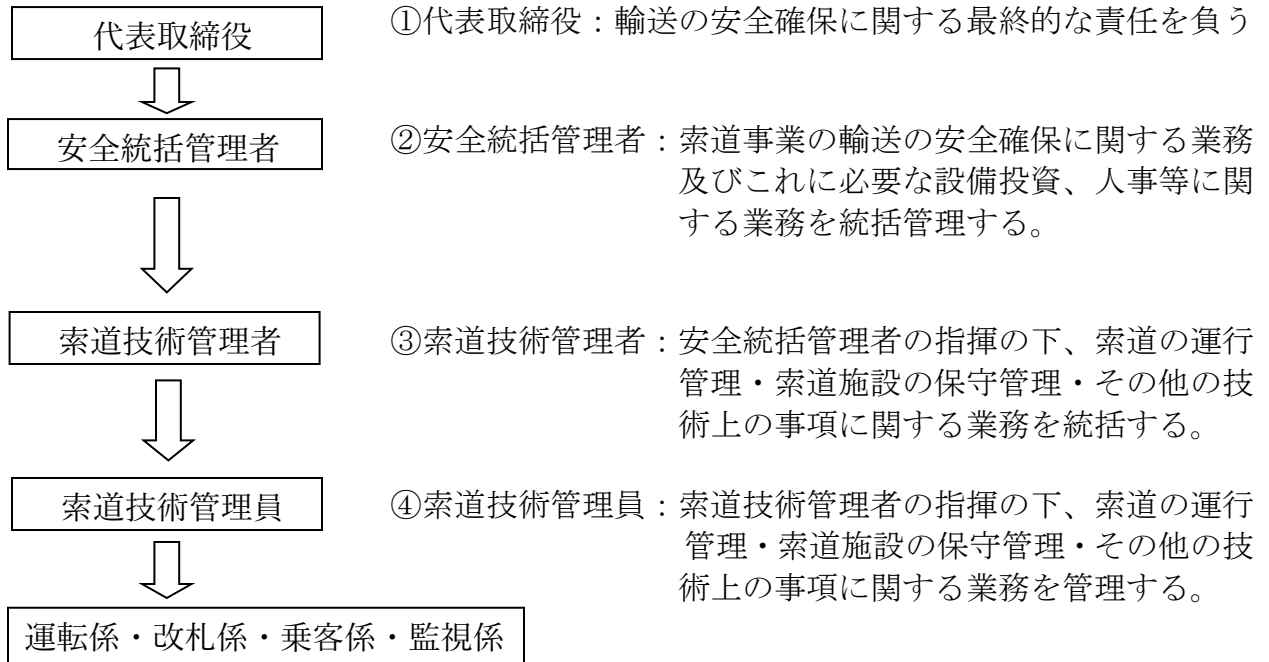 代表取締役
①代表取締役：輸送の安全確保に関する最終的な責任を負う
安全統括管理者
②安全統括管理者：索道事業の輸送の安全確保に関する業務
及びこれに必要な設備投資、人事等に関
する業務を統括管理する。
索道技術管理者
③索道技術管理者：安全統括管理者の指揮の下、索道の運行
管理・索道施設の保守管理・その他の技
術上の事項に関する業務を統括する。
索道技術管理員
④索道技術管理員：索道技術管理者の指揮の下、索道の運行
管理・索道施設の保守管理・その他の技
術上の事項に関する業務を管理する。
運転係・改札係・乗客係・監視係